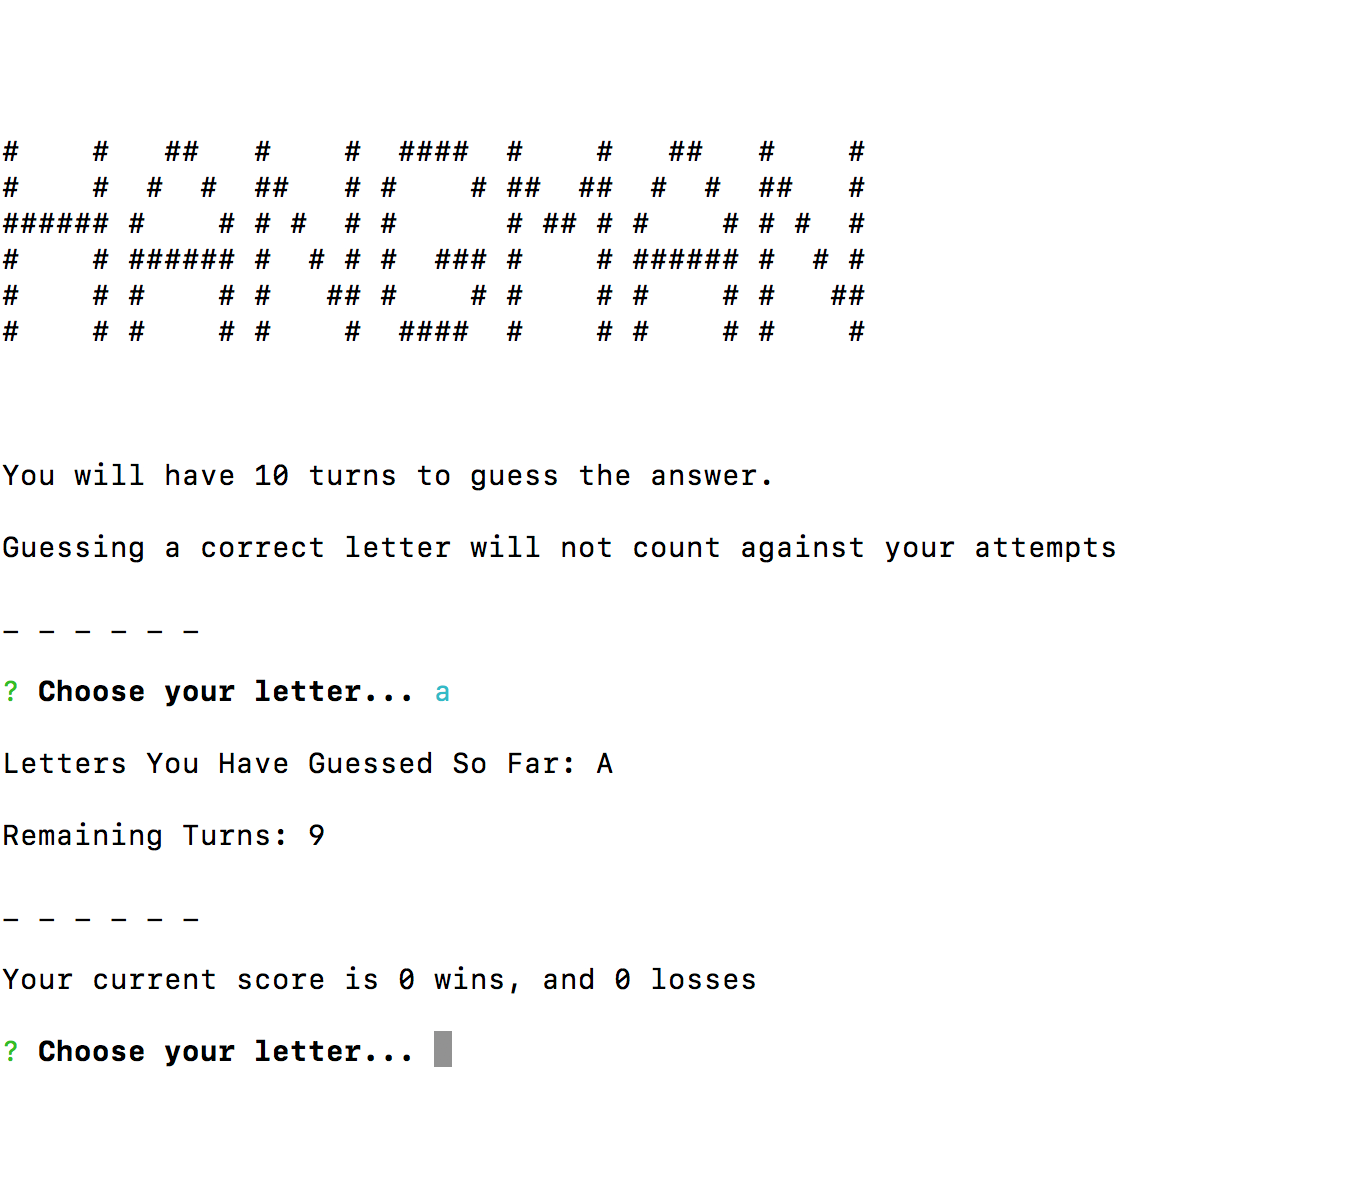 #    #   ##   #    #  ####  #    #   ##   #    #
#    #  #  #  ##   # #    # ##  ##  #  #  ##   #
###### #    # # #  # #      # ## # #    # # #  #
#    # ###### #  # # #  ### #    # ###### #  # #
#    # #    # #   ## #    # #    # #    # #   ##
#    # #    # #    #  ####  #    # #    # #    #
You will have 10 turns to guess the answer.
Guessing a correct letter will not count against your attempts
_ _ _ _ _ _
? Choose your letter... a
Letters You Have Guessed So Far: A
Remaining Turns: 9
_ _ _ _ _ _
Your current score is 0 wins, and 0 losses
? Choose your letter...